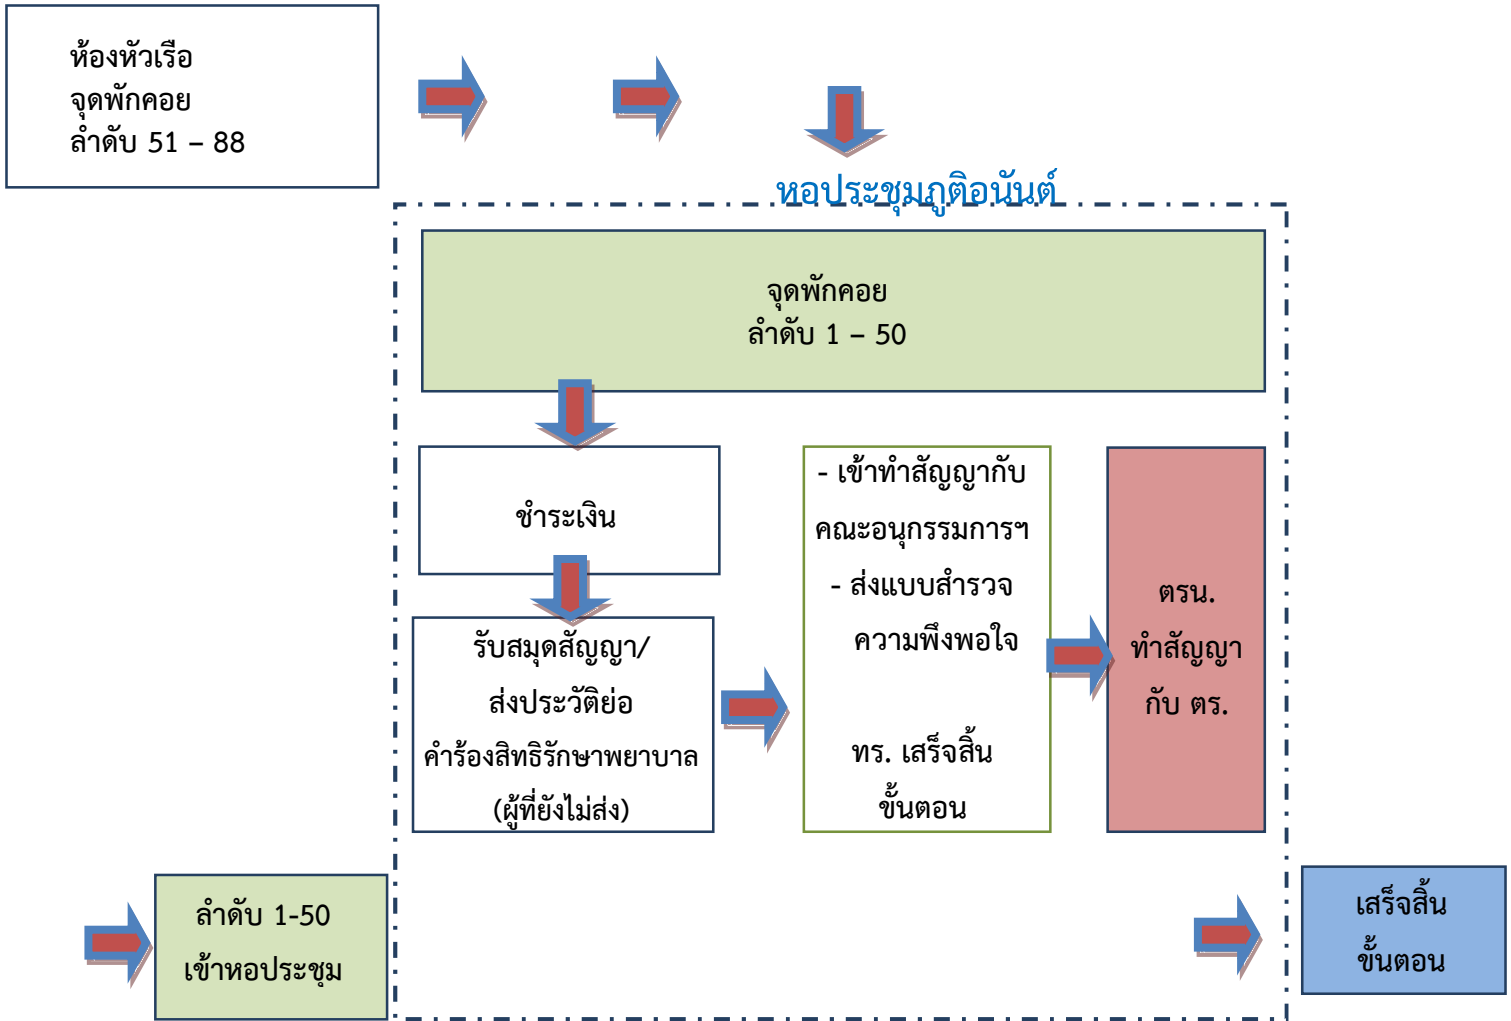 ห้องหัวเรือ
จุดพักคอย
ลำดับ 51 – 88
หอประชุมภูติอนันต์
จุดพักคอย
ลำดับ 1 – 50
ชำระเงิน
รับสมุดสัญญา/
ส่งประวัติย่อ
คำร้องสิทธิรักษาพยาบาล
(ผู้ที่ยังไม่ส่ง)
- เข้าทำสัญญากับ
คณะอนุกรรมการฯ
- ส่งแบบสำรวจ
ความพึงพอใจ
ทร. เสร็จสิ้น
ขั้นตอน
ตรน.
ทำสัญญา
กับ ตร.
ลำดับ 1-50
เข้าหอประชุม
เสร็จสิ้น
ขั้นตอน